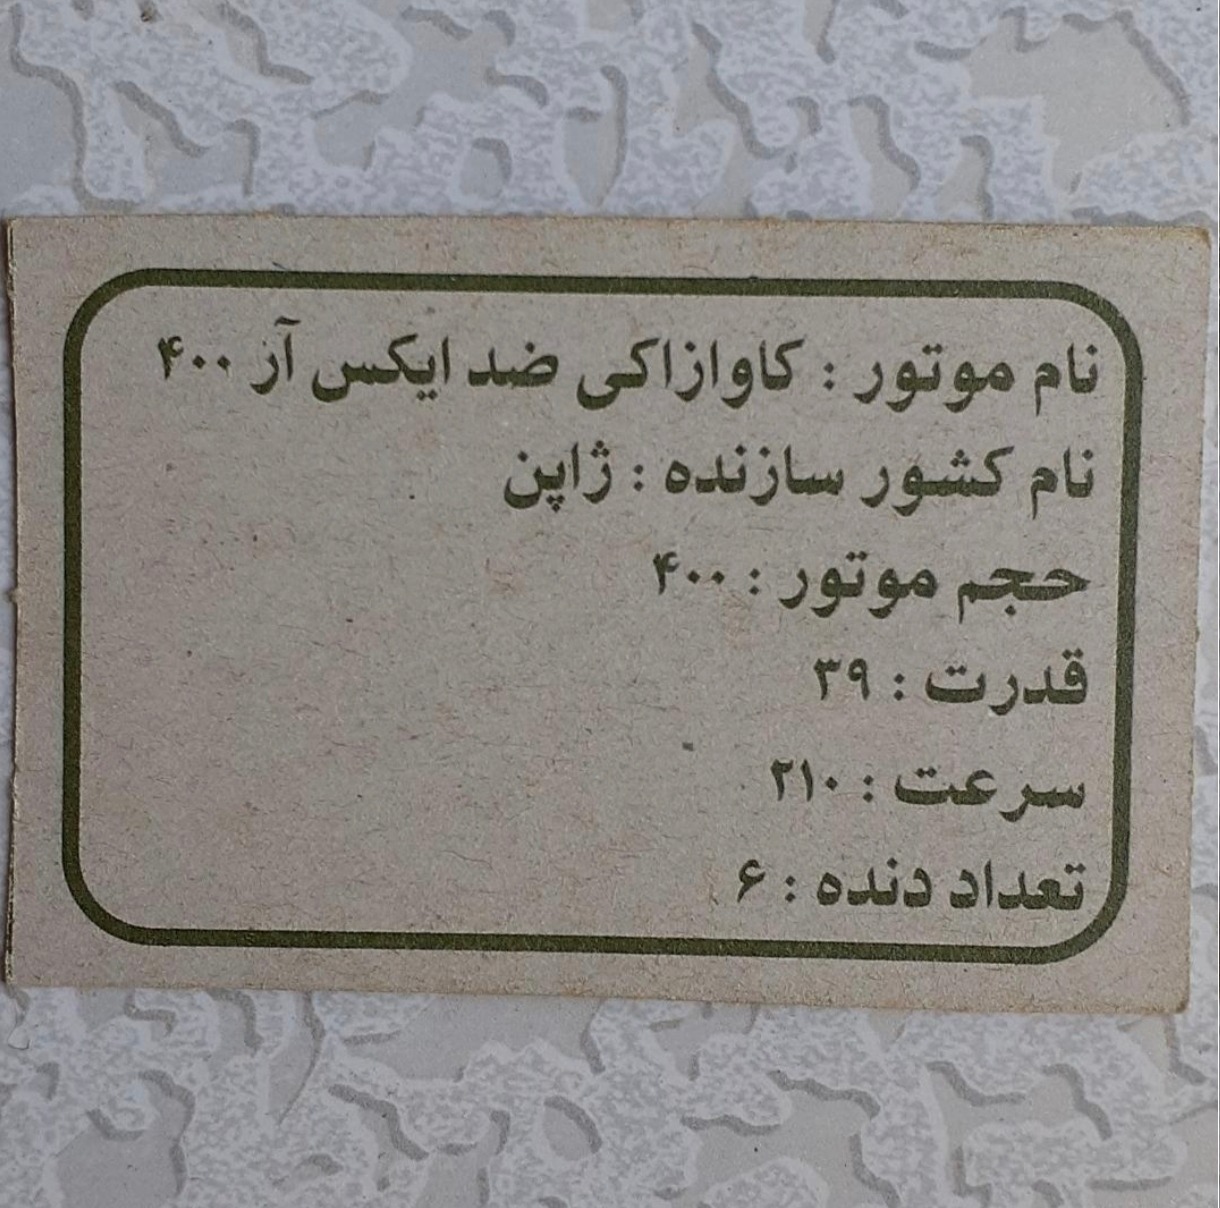 نام موتور : کاوازاکی ضد ایکس آر ۴۰۰
نام کشور سازنده : ژاپن
حجم موتور : ۴۰۰
قدرت : ۳۹
سرعت : ۲۱۰
تعداد دنده : ۶